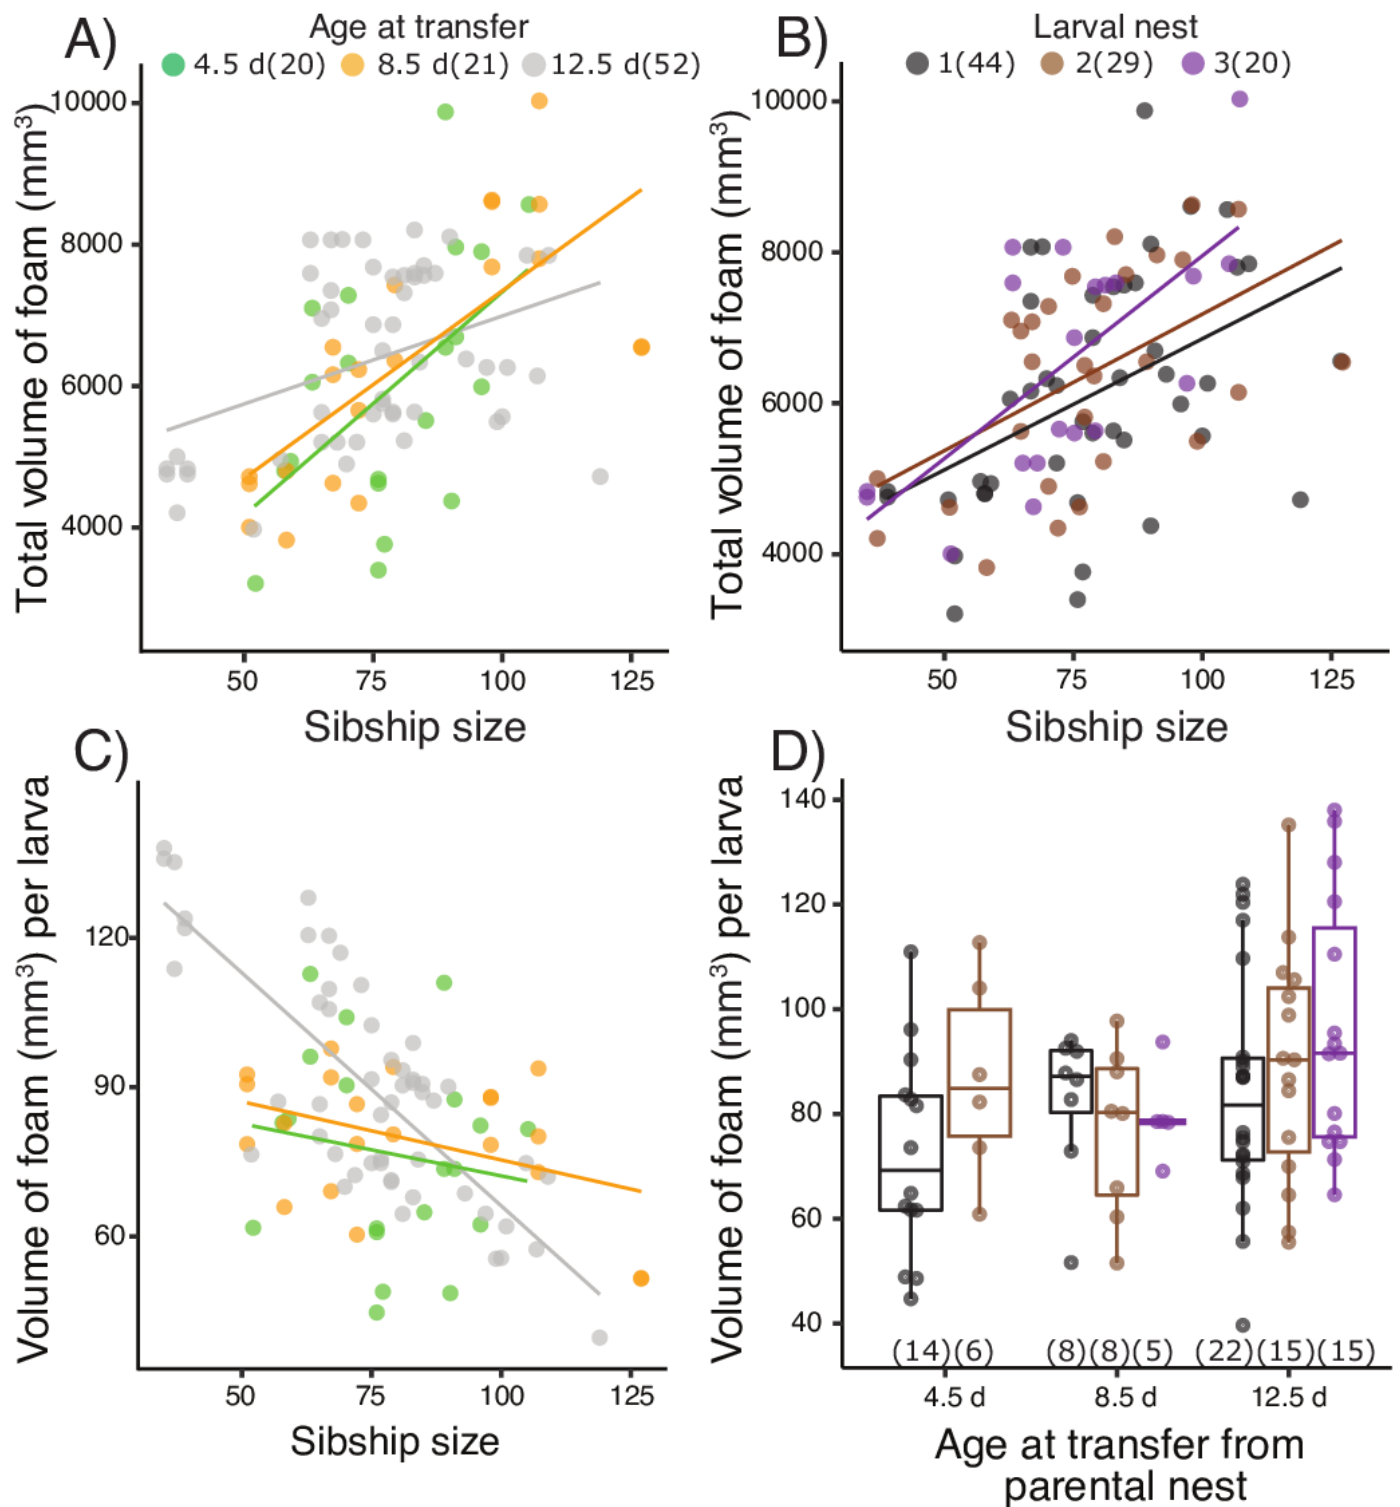 A)
Age at transfer
4.5 d(20) 8.5 d(21) 12.5 d(52)
Total volume of foam (mm³)
10000
8000
6000
4000
50 75 100 125
Sibship size
B)
Larval nest
1(44) 2(29) 3(20)
Total volume of foam (mm³)
10000
8000
6000
4000
50 75 100 125
Sibship size
C)
Volume of foam (mm³) per larva
120
90
60
50 75 100 125
Sibship size
D)
Volume of foam (mm³) per larva
140
120
100
80
60
40
(14)(6) (8)(8)(5) (22)(15)(15)
4.5 d 8.5 d 12.5 d
Age at transfer from
parental nest